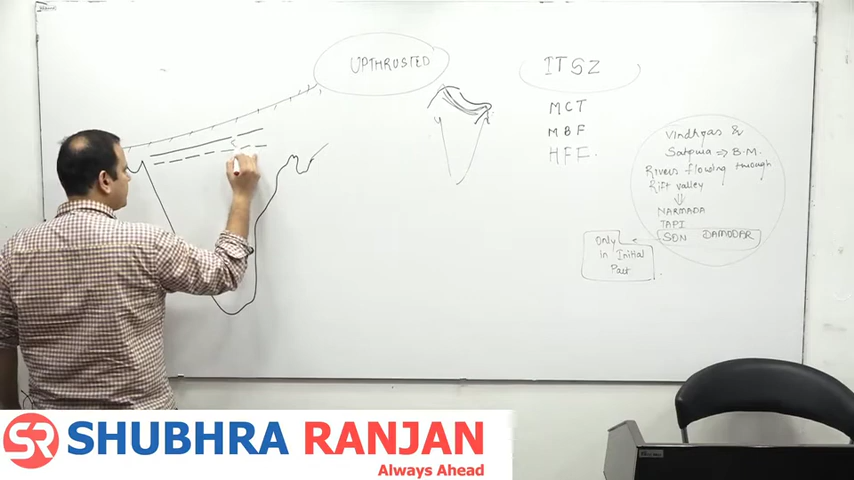 UPTHRUSTED
ITSZ
MCT
MBF
HFF
Vindhyas &
Satpura ⇒ B.M.
Rivers flowing through
Rift valley
⇓
NARMADA
TAPI
SON DAMODAR
Only
in Initial
Part
SR SHUBHRA RANJAN
Always Ahead